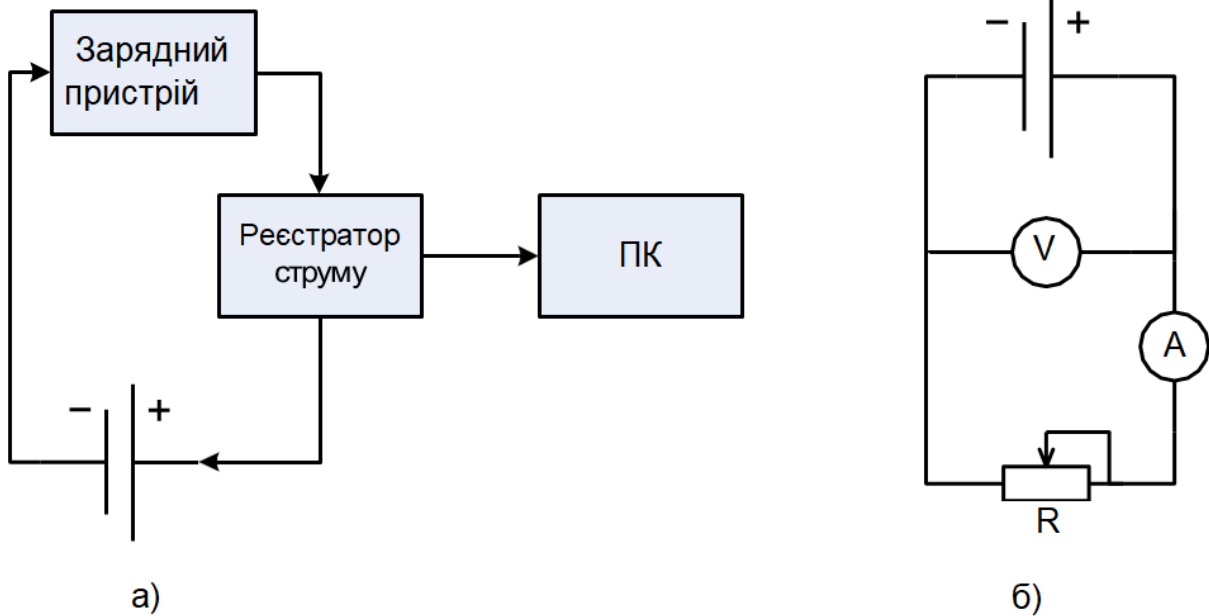 Зарядний
пристрій
Реєстратор
струму
ПК
− +
а)
− +
V
A
R
б)